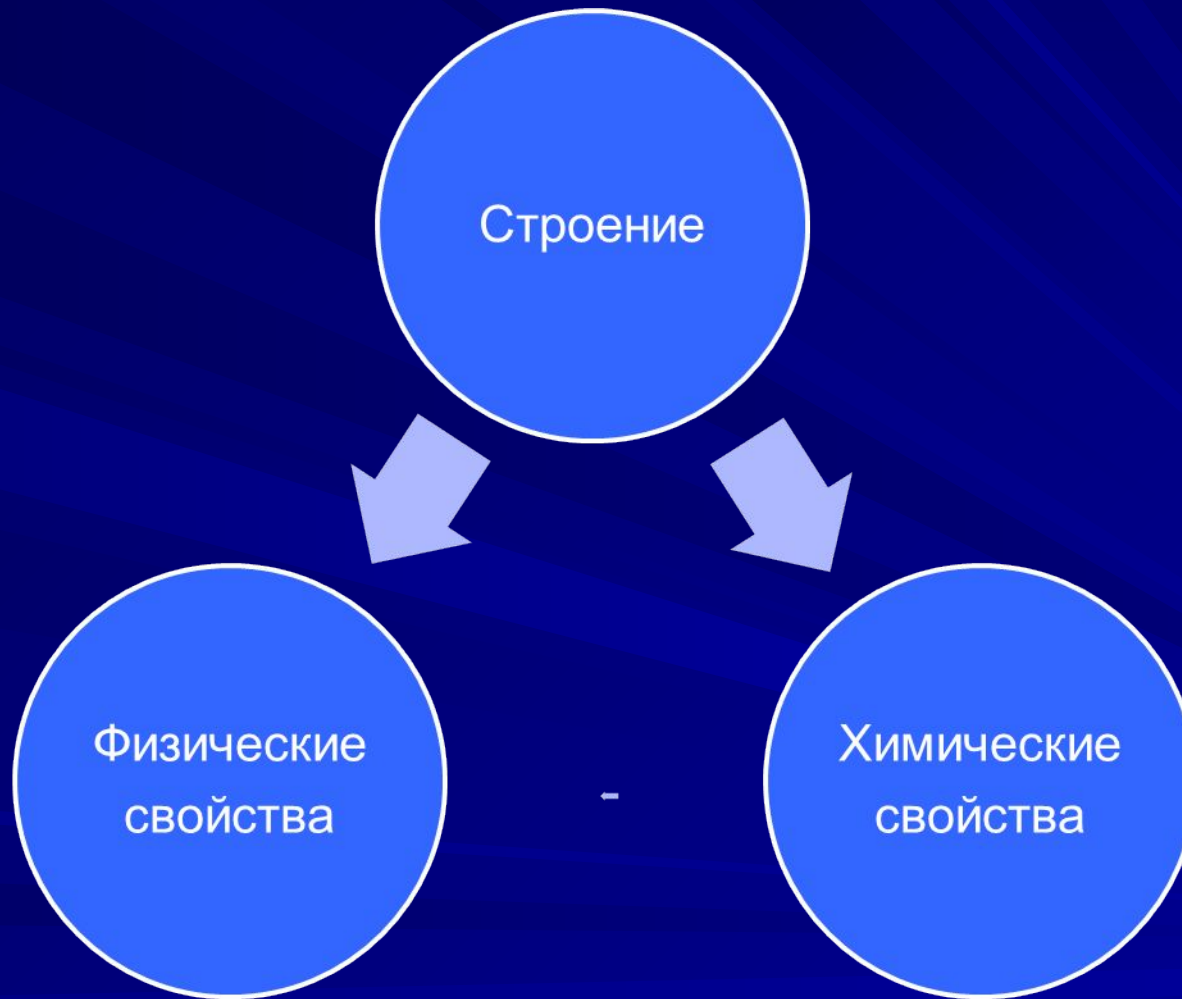 Строение
Физические
свойства
Химические
свойства